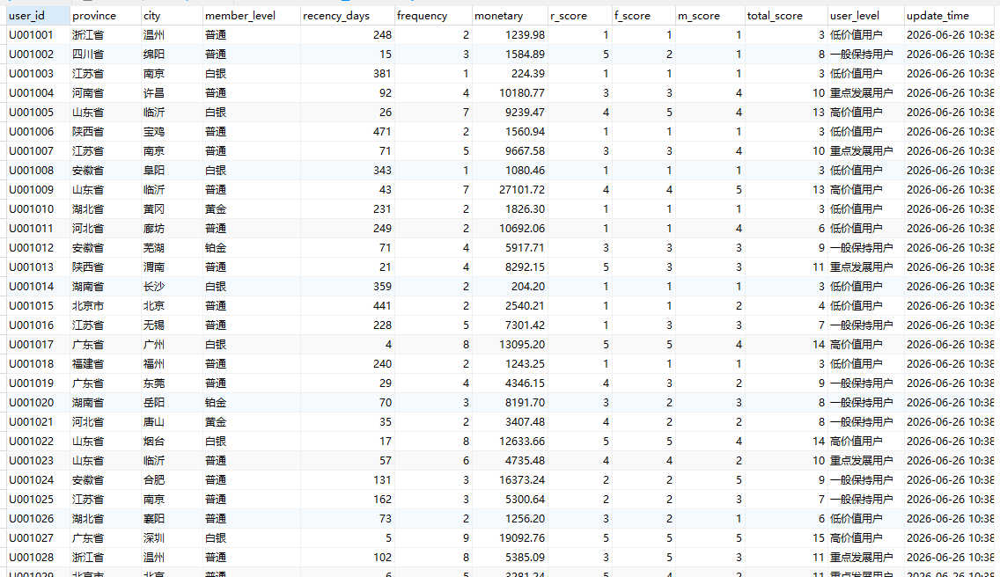 user_id province city member_level recency_days frequency monetary r_score f_score m_score total_score user_level update_time
U001001 浙江省 温州 普通 248 2 1239.98 1 1 1 3 低价值用户 2026-06-26 10:38
U001002 四川省 绵阳 普通 15 3 1584.89 5 2 1 8 一般保持用户 2026-06-26 10:38
U001003 江苏省 南京 白银 381 1 224.39 1 1 1 3 低价值用户 2026-06-26 10:38
U001004 河南省 许昌 普通 92 4 10180.77 3 3 4 10 重点发展用户 2026-06-26 10:38
U001005 山东省 临沂 白银 26 7 9239.47 4 5 4 13 高价值用户 2026-06-26 10:38
U001006 陕西省 宝鸡 普通 471 2 1560.94 1 1 1 3 低价值用户 2026-06-26 10:38
U001007 江苏省 南京 普通 71 5 9667.58 3 3 4 10 重点发展用户 2026-06-26 10:38
U001008 安徽省 阜阳 白银 343 1 1080.46 1 1 1 3 低价值用户 2026-06-26 10:38
U001009 山东省 临沂 普通 43 7 27101.72 4 4 5 13 高价值用户 2026-06-26 10:38
U001010 湖北省 黄冈 黄金 231 2 1826.30 1 1 1 3 低价值用户 2026-06-26 10:38
U001011 河北省 廊坊 普通 249 2 10692.06 1 1 4 6 低价值用户 2026-06-26 10:38
U001012 安徽省 芜湖 铂金 71 4 5917.71 3 3 3 9 一般保持用户 2026-06-26 10:38
U001013 陕西省 渭南 普通 21 4 8292.15 5 3 3 11 重点发展用户 2026-06-26 10:38
U001014 湖南省 长沙 白银 359 2 204.20 1 1 1 3 低价值用户 2026-06-26 10:38
U001015 北京市 北京 普通 441 2 2540.21 1 1 2 4 低价值用户 2026-06-26 10:38
U001016 江苏省 无锡 普通 228 5 7301.42 1 3 3 7 一般保持用户 2026-06-26 10:38
U001017 广东省 广州 白银 4 8 13095.20 5 5 4 14 高价值用户 2026-06-26 10:38
U001018 福建省 福州 普通 240 2 1243.25 1 1 1 3 低价值用户 2026-06-26 10:38
U001019 广东省 东莞 普通 29 4 4346.15 4 3 2 9 一般保持用户 2026-06-26 10:38
U001020 湖南省 岳阳 铂金 70 3 8191.70 3 2 3 8 一般保持用户 2026-06-26 10:38
U001021 河北省 唐山 黄金 35 2 3407.48 4 2 2 8 一般保持用户 2026-06-26 10:38
U001022 山东省 烟台 白银 17 8 12633.66 5 5 4 14 高价值用户 2026-06-26 10:38
U001023 山东省 临沂 普通 57 6 4735.48 4 4 2 10 重点发展用户 2026-06-26 10:38
U001024 安徽省 合肥 普通 131 3 16373.24 2 2 5 9 一般保持用户 2026-06-26 10:38
U001025 江苏省 南京 普通 162 3 5300.64 2 2 3 7 一般保持用户 2026-06-26 10:38
U001026 湖北省 襄阳 普通 73 2 1256.20 3 2 1 6 低价值用户 2026-06-26 10:38
U001027 广东省 深圳 白银 5 9 19092.76 5 5 5 15 高价值用户 2026-06-26 10:38
U001028 浙江省 温州 普通 102 8 5385.09 3 5 3 11 重点发展用户 2026-06-26 10:38
U001029 北京市 北京 普通 6 5 3281.24 5 4 2 11 重点发展用户 2026-06-26 10:38